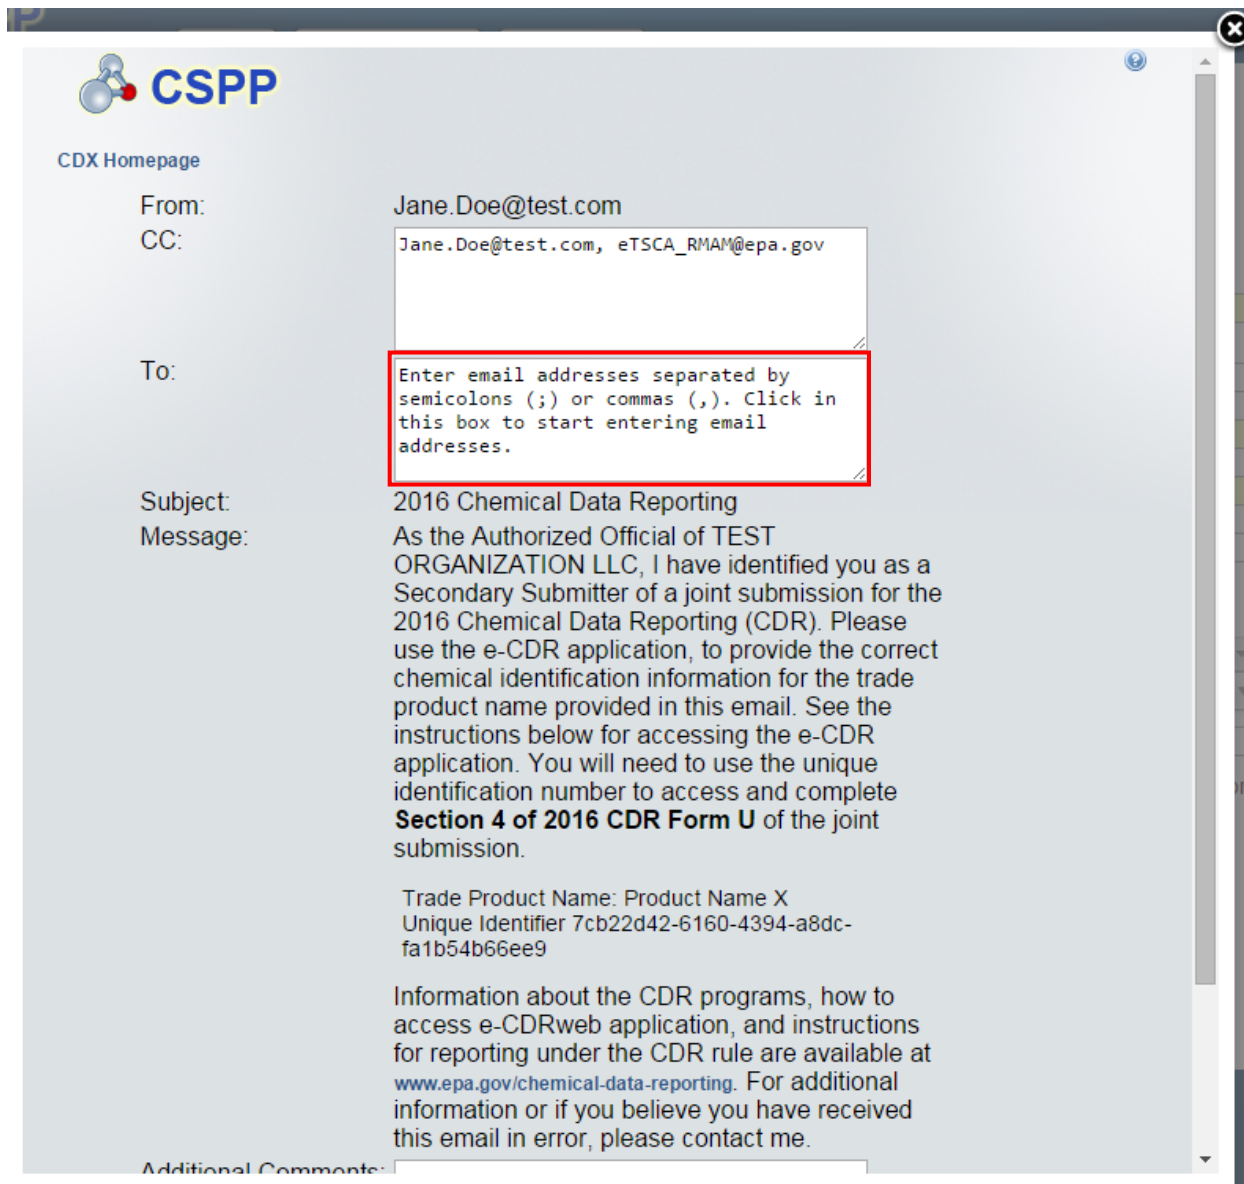 CSPP
CDX Homepage
From: Jane.Doe@test.com
CC: Jane.Doe@test.com, eTSCA_RMAM@epa.gov
To: Enter email addresses separated by
semicolons (;) or commas (,). Click in
this box to start entering email
addresses.
Subject: 2016 Chemical Data Reporting
Message: As the Authorized Official of TEST
ORGANIZATION LLC, I have identified you as a
Secondary Submitter of a joint submission for the
2016 Chemical Data Reporting (CDR). Please
use the e-CDR application, to provide the correct
chemical identification information for the trade
product name provided in this email. See the
instructions below for accessing the e-CDR
application. You will need to use the unique
identification number to access and complete
Section 4 of 2016 CDR Form U of the joint
submission.
Trade Product Name: Product Name X
Unique Identifier 7cb22d42-6160-4394-a8dc-
fa1b54b66ee9
Information about the CDR programs, how to
access e-CDRweb application, and instructions
for reporting under the CDR rule are available at
www.epa.gov/chemical-data-reporting. For additional
information or if you believe you have received
this email in error, please contact me.
Additional Comments: